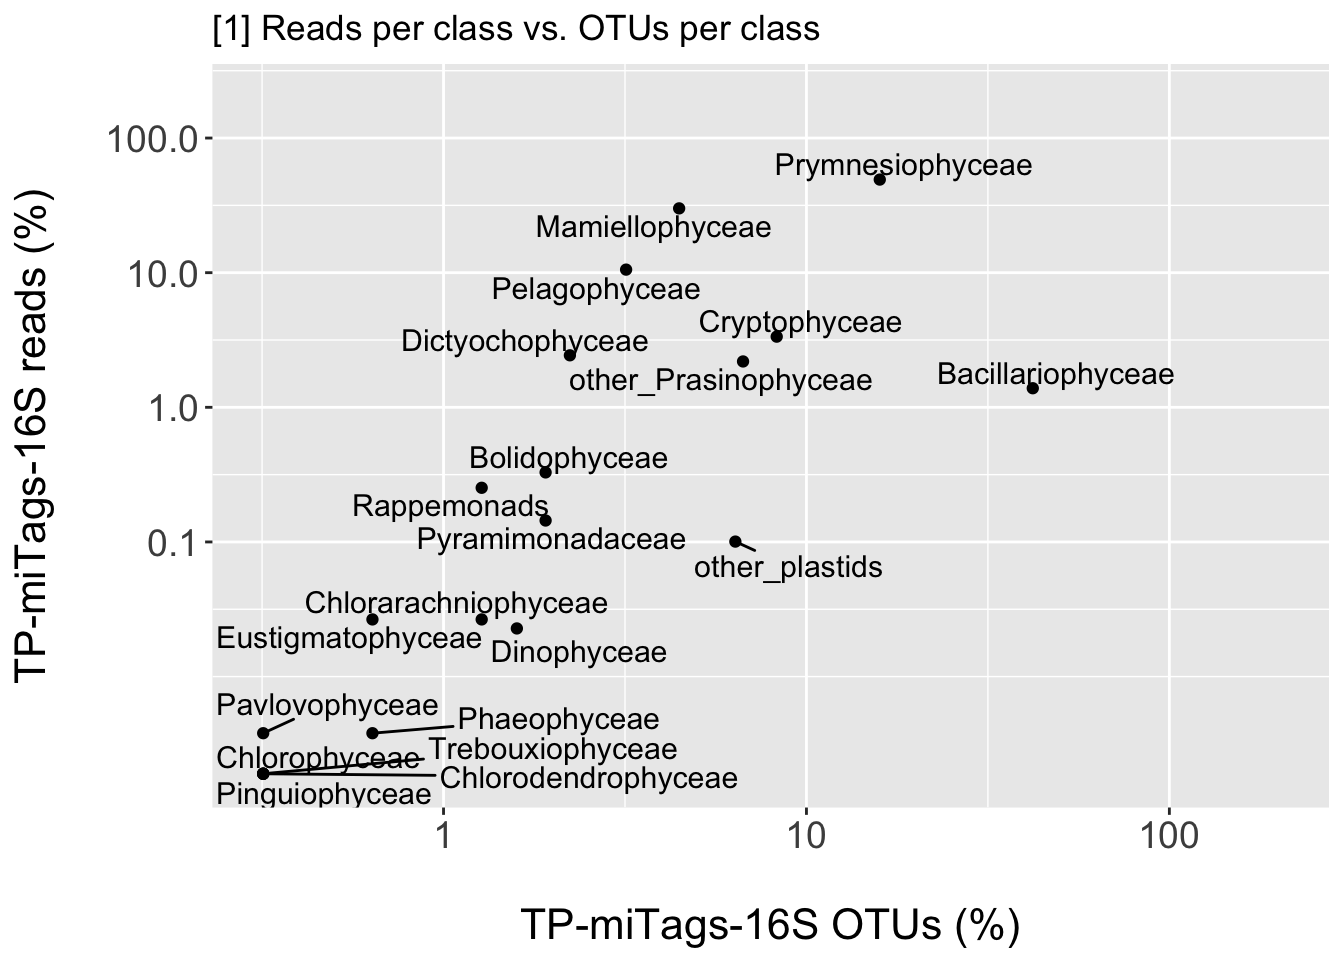 [1] Reads per class vs. OTUs per class
TP-miTags-16S reads (%)
100.0
10.0
1.0
0.1
Prymnesiophyceae
Mamiellophyceae
Pelagophyceae
Cryptophyceae
Dictyochophyceae
Bacillariophyceae
other_Prasinophyceae
Bolidophyceae
Rappemonads
Pyramimonadaceae
other_plastids
Chlorarachniophyceae
Eustigmatophyceae
Dinophyceae
Pavlovophyceae
Phaeophyceae
Trebouxiophyceae
Chlorophyceae
Chlorodendrophyceae
Pinguiophyceae
1
10
100
TP-miTags-16S OTUs (%)